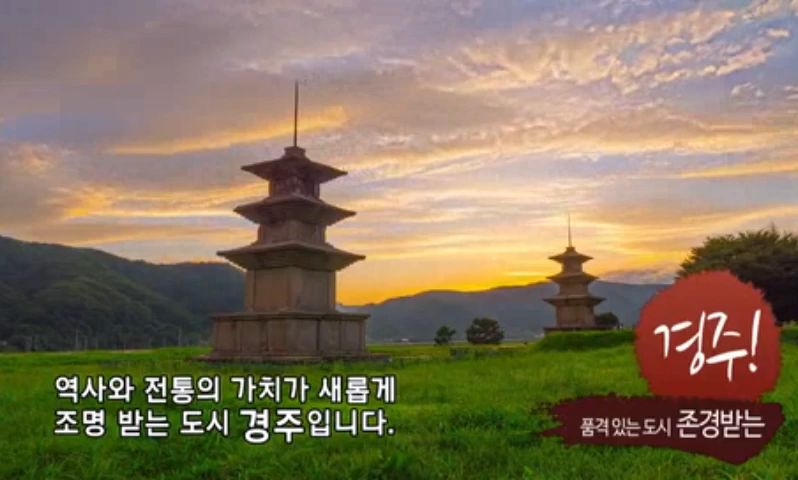 역사와 전통의 가치가 새롭게
조명 받는 도시 경주입니다.
경주!
품격 있는 도시 존경받는